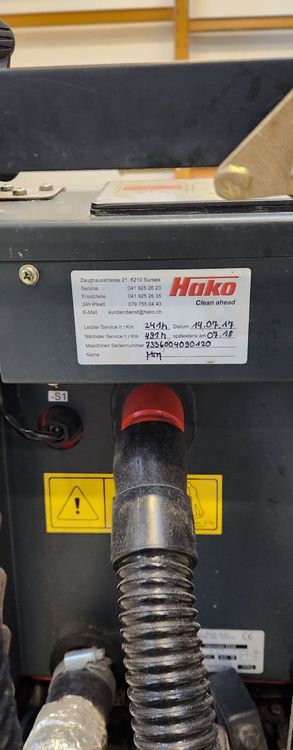 Zeughausstrasse 21, 6210 Sursee
Service 041 925 26 23
Ersatzteile 041 925 26 35
24h Pikett 079 755 04 43
E-Mail kundendienst@hako.ch
Hako
Clean ahead
Letzter Service h / Km 241h Datum 14.07.17
Nächster Service h / Km 491h spätestens am 07.18
Maschinen Seriennummer 7336004090120
Name
-S1